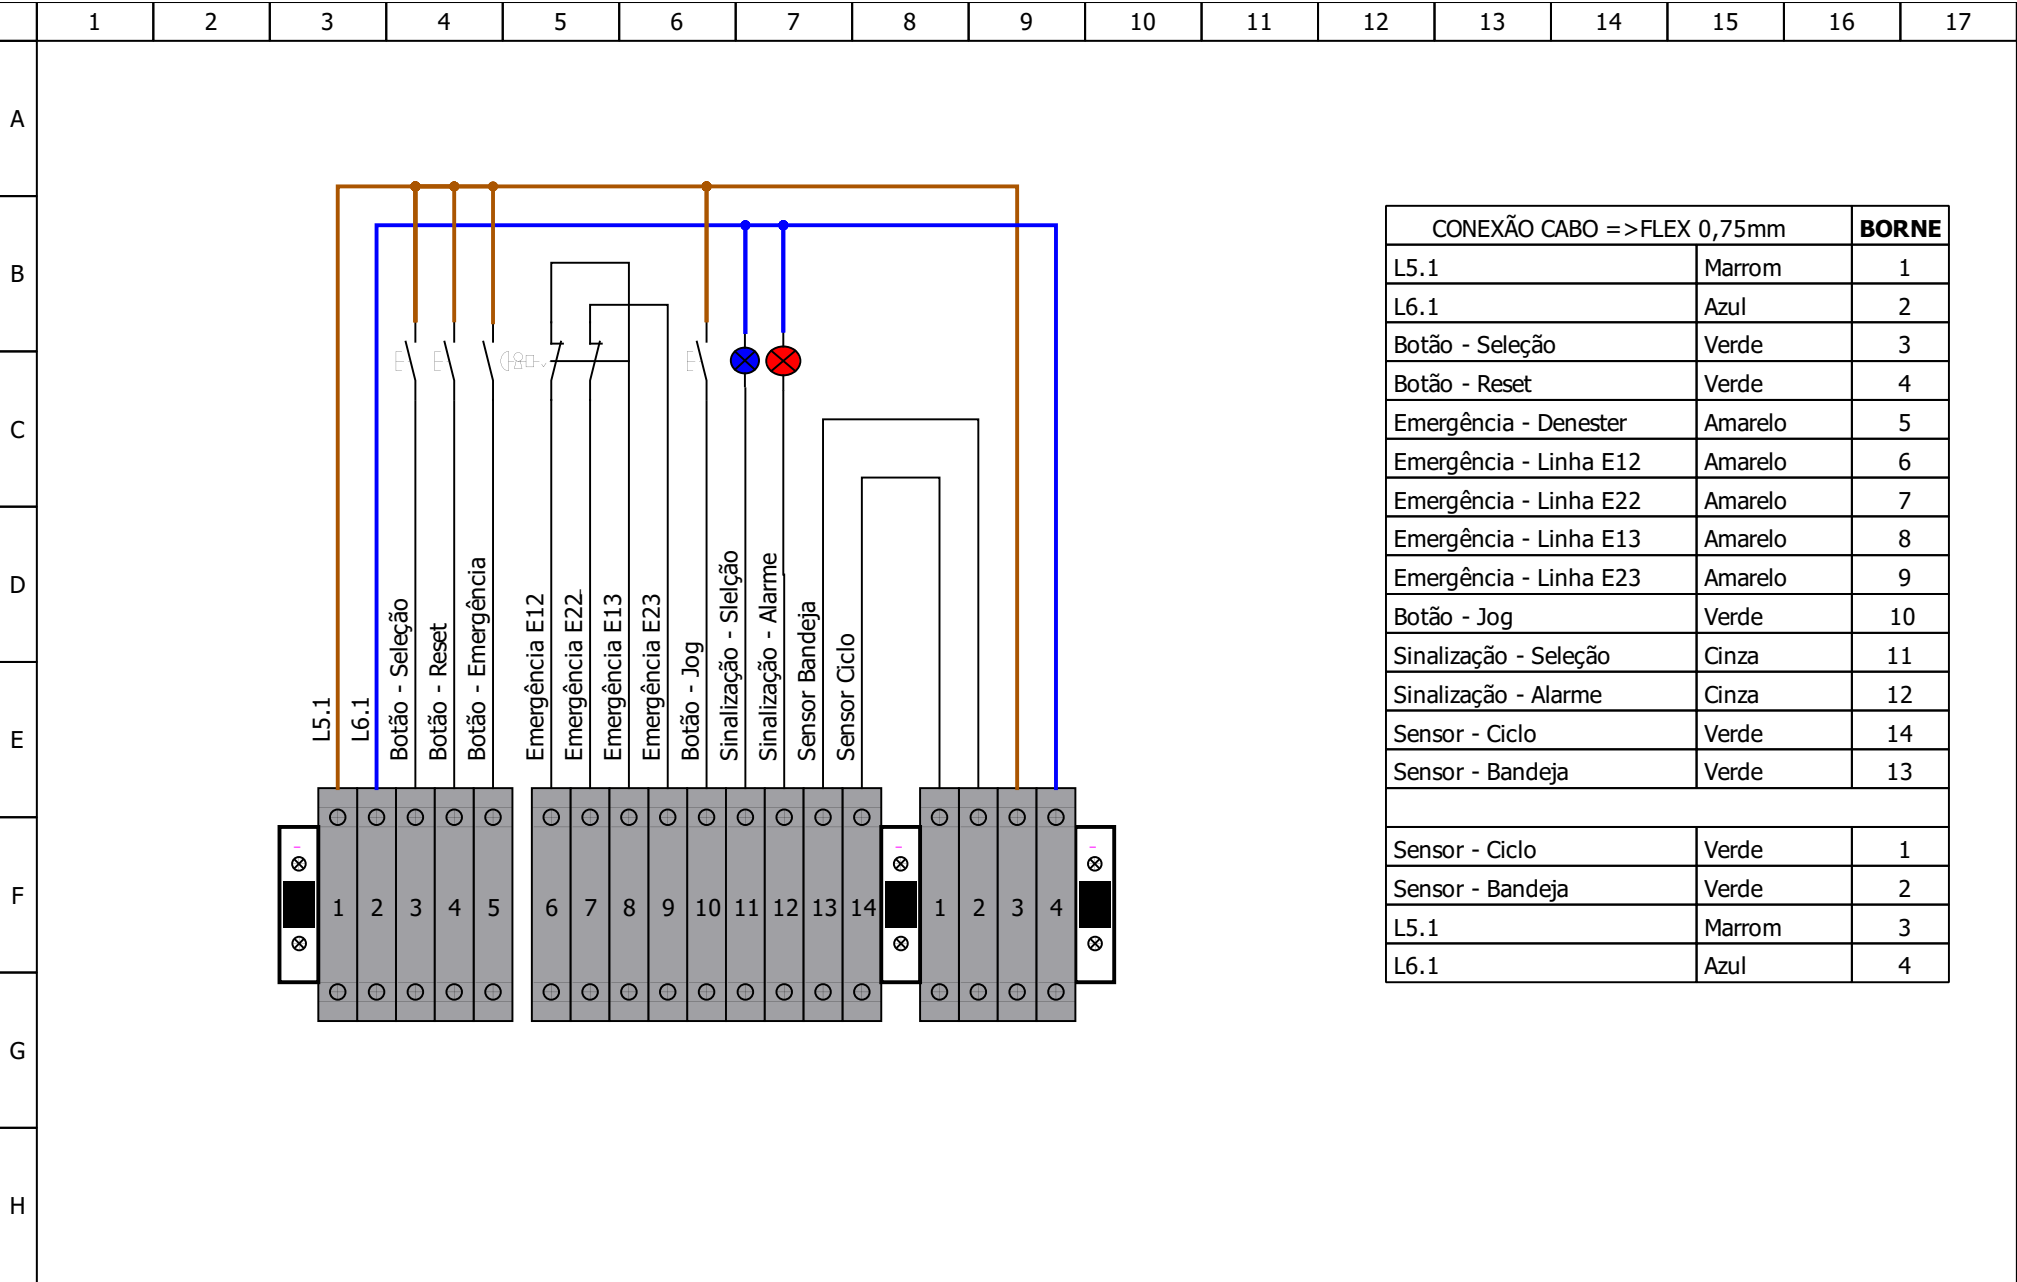 1 2 3 4 5 6 7 8 9 10 11 12 13 14 15 16 17
A
B
C
D
E
F
G
H
L5.1
L6.1
Botão - Seleção
Botão - Reset
Botão - Emergência
Emergência E12
Emergência E22
Emergência E13
Emergência E23
Botão - Jog
Sinalização - Slelção
Sinalização - Alarme
Sensor Bandeja
Sensor Ciclo
1 2 3 4 5 6 7 8 9 10 11 12 13 14 1 2 3 4
CONEXÃO CABO =>FLEX 0,75mm BORNE
L5.1 Marrom 1
L6.1 Azul 2
Botão - Seleção Verde 3
Botão - Reset Verde 4
Emergência - Denester Amarelo 5
Emergência - Linha E12 Amarelo 6
Emergência - Linha E22 Amarelo 7
Emergência - Linha E13 Amarelo 8
Emergência - Linha E23 Amarelo 9
Botão - Jog Verde 10
Sinalização - Seleção Cinza 11
Sinalização - Alarme Cinza 12
Sensor - Ciclo Verde 14
Sensor - Bandeja Verde 13
Sensor - Ciclo Verde 1
Sensor - Bandeja Verde 2
L5.1 Marrom 3
L6.1 Azul 4